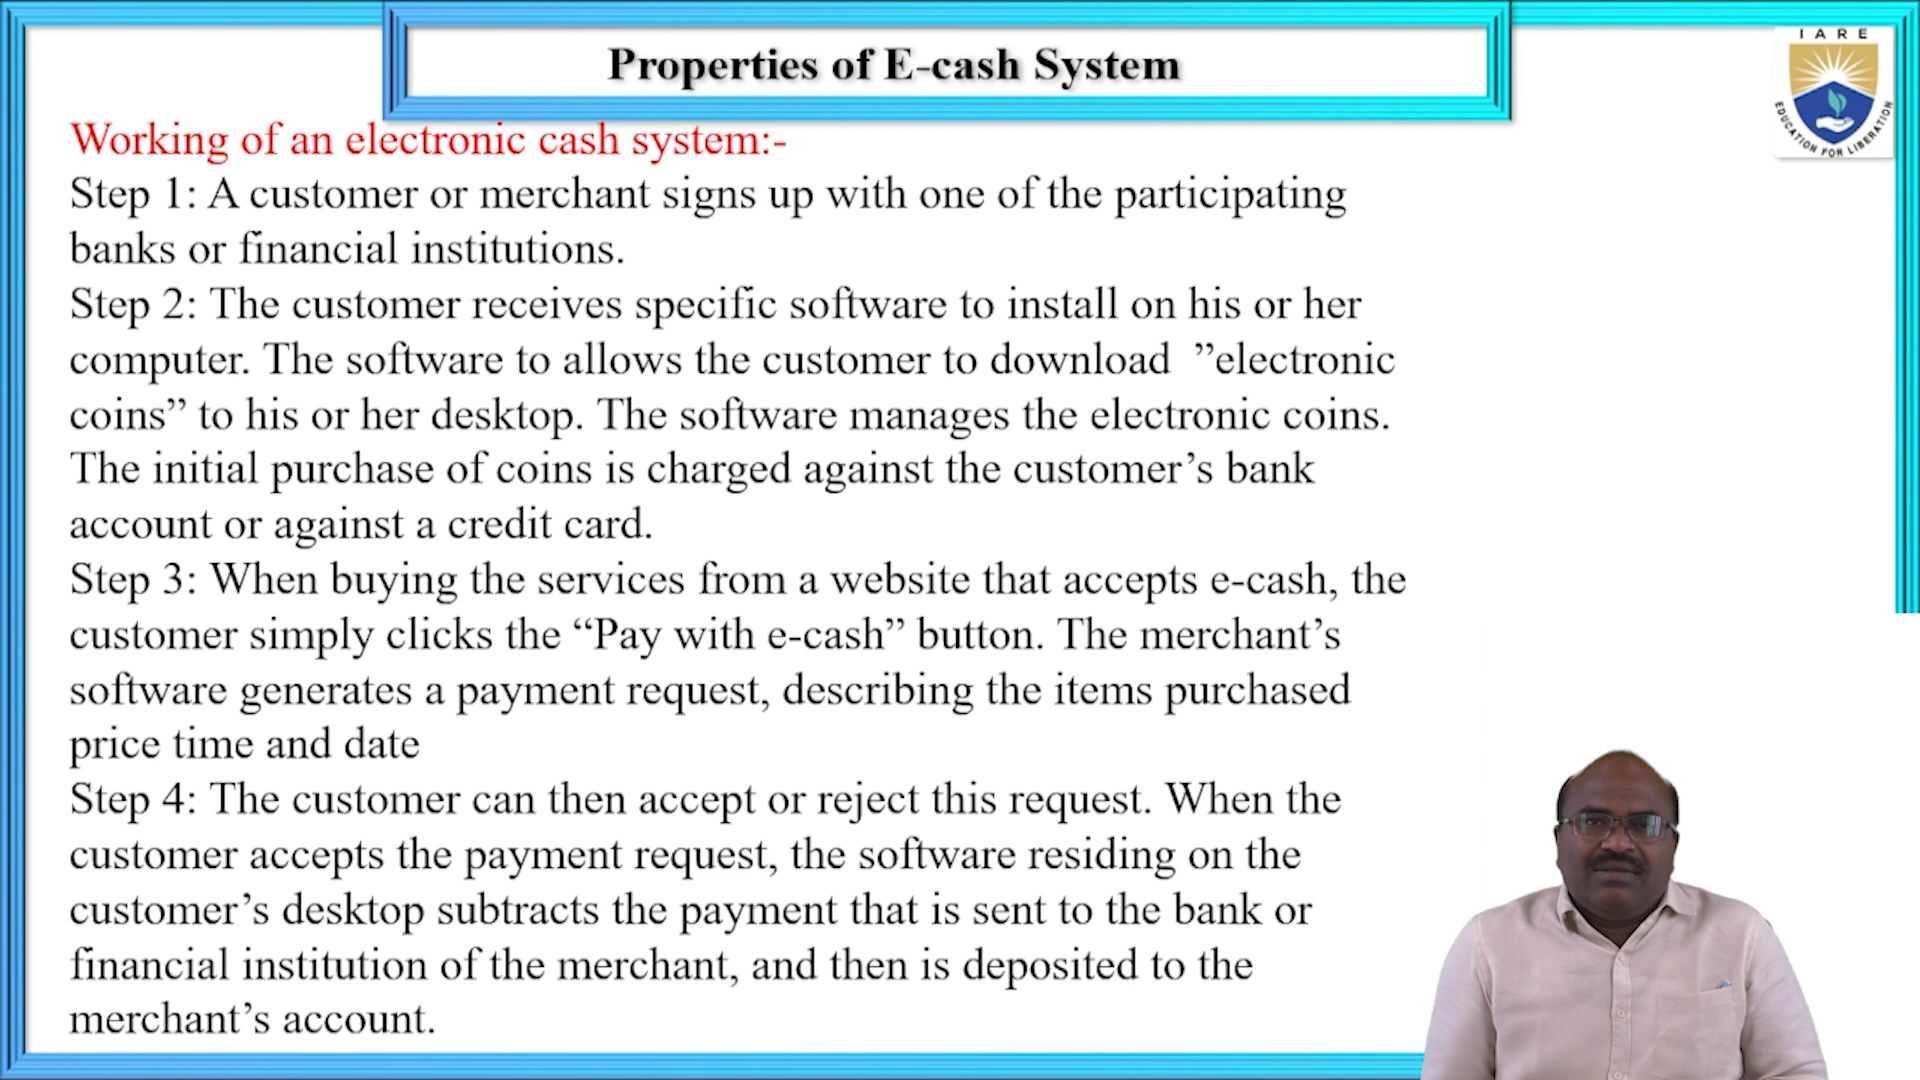 Properties of E-cash System
I A R E
EDUCATION FOR LIBERATION
Working of an electronic cash system:-
Step 1: A customer or merchant signs up with one of the participating
banks or financial institutions.
Step 2: The customer receives specific software to install on his or her
computer. The software to allows the customer to download  ”electronic
coins” to his or her desktop. The software manages the electronic coins.
The initial purchase of coins is charged against the customer’s bank
account or against a credit card.
Step 3: When buying the services from a website that accepts e-cash, the
customer simply clicks the “Pay with e-cash” button. The merchant’s
software generates a payment request, describing the items purchased
price time and date
Step 4: The customer can then accept or reject this request. When the
customer accepts the payment request, the software residing on the
customer’s desktop subtracts the payment that is sent to the bank or
financial institution of the merchant, and then is deposited to the
merchant’s account.